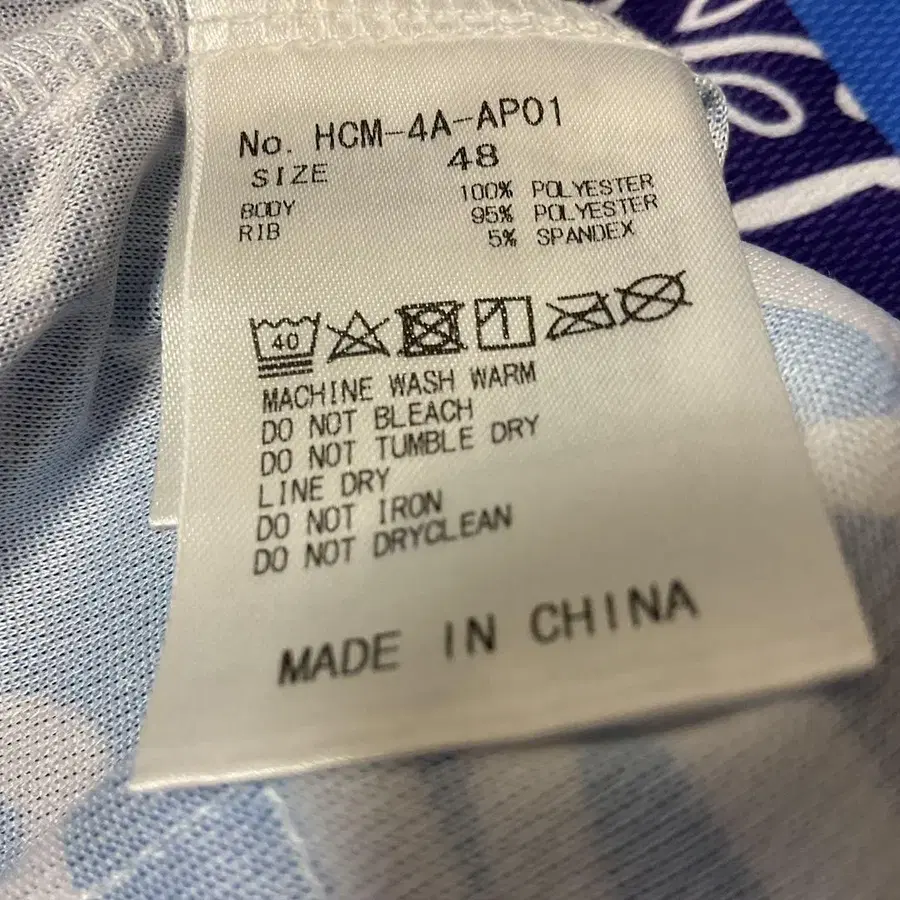 No. HCM-4A-AP01
SIZE 48
BODY 100% POLYESTER
RIB 95% POLYESTER
5% SPANDEX
40
MACHINE WASH WARM
DO NOT BLEACH
DO NOT TUMBLE DRY
LINE DRY
DO NOT IRON
DO NOT DRYCLEAN
MADE IN CHINA